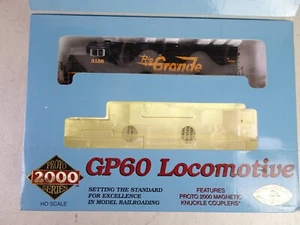 Rio Grande
3156
PROTO
2000
SERIES
HO SCALE
GP60 Locomotive
SETTING THE STANDARD
FOR EXCELLENCE
IN MODEL RAILROADING
FEATURES
PROTO 2000 MAGNETIC
KNUCKLE COUPLERS